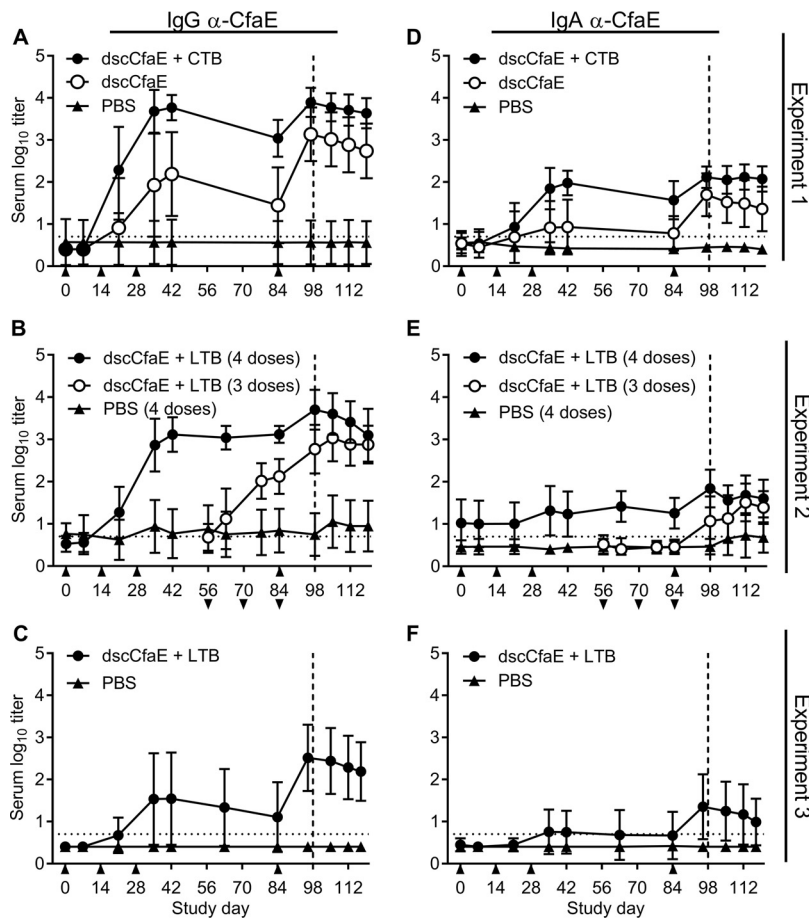 IgG α-CfaE
IgA α-CfaE
A
dscCfaE + CTB
dscCfaE
PBS
Serum log10 titer
5
4
3
2
1
0
0 14 28 42 56 70 84 98 112
D
dscCfaE + CTB
dscCfaE
PBS
5
4
3
2
1
0
0 14 28 42 56 70 84 98 112
Experiment 1
B
dscCfaE + LTB (4 doses)
dscCfaE + LTB (3 doses)
PBS (4 doses)
Serum log10 titer
5
4
3
2
1
0
0 14 28 42 56 70 84 98 112
E
dscCfaE + LTB (4 doses)
dscCfaE + LTB (3 doses)
PBS (4 doses)
5
4
3
2
1
0
0 14 28 42 56 70 84 98 112
Experiment 2
C
dscCfaE + LTB
PBS
Serum log10 titer
5
4
3
2
1
0
0 14 28 42 56 70 84 98 112
Study day
F
dscCfaE + LTB
PBS
5
4
3
2
1
0
0 14 28 42 56 70 84 98 112
Study day
Experiment 3